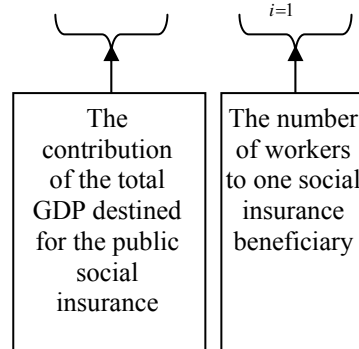 i=1
The
contribution
of the total
GDP destined
for the public
social
insurance
The number
of workers
to one social
insurance
beneficiary